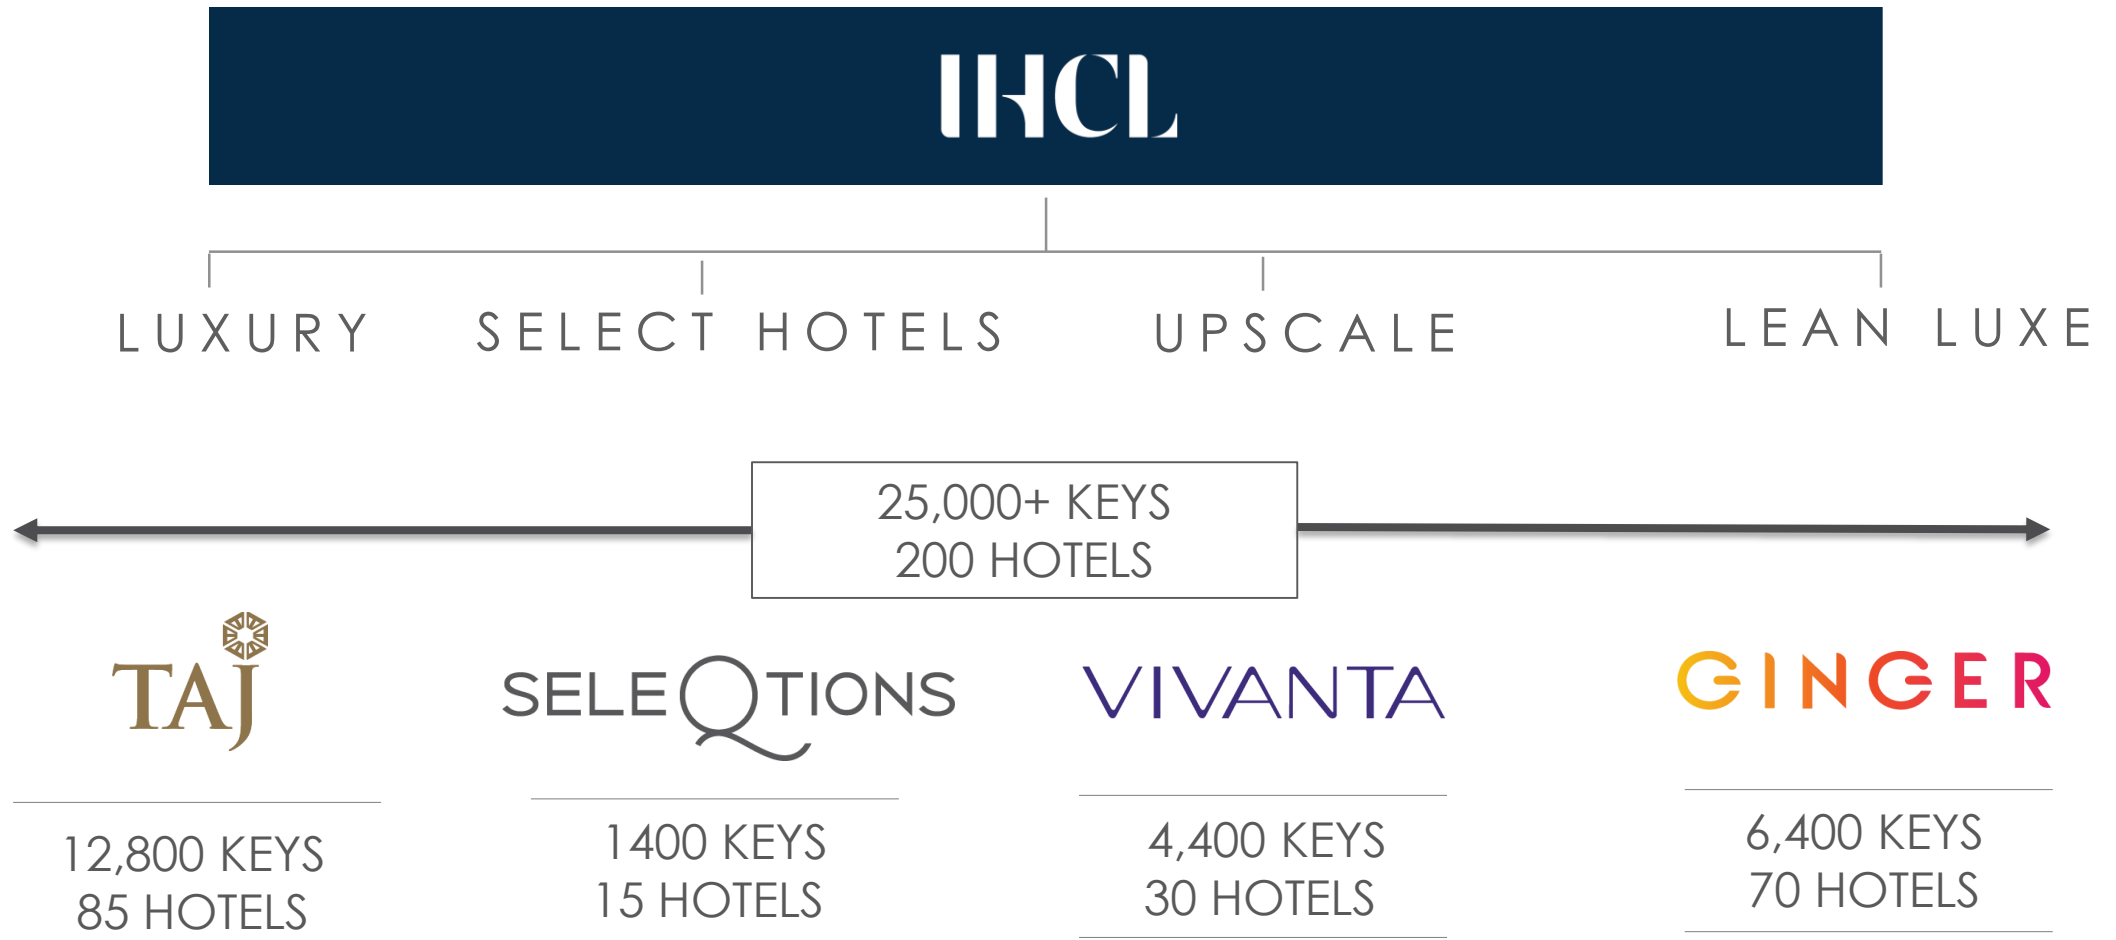 IHCL
LUXURY
SELECT HOTELS
UPSCALE
LEAN LUXE
25,000+ KEYS
200 HOTELS
TAJ
SELEQTIONS
VIVANTA
GINGER
12,800 KEYS
85 HOTELS
1400 KEYS
15 HOTELS
4,400 KEYS
30 HOTELS
6,400 KEYS
70 HOTELS